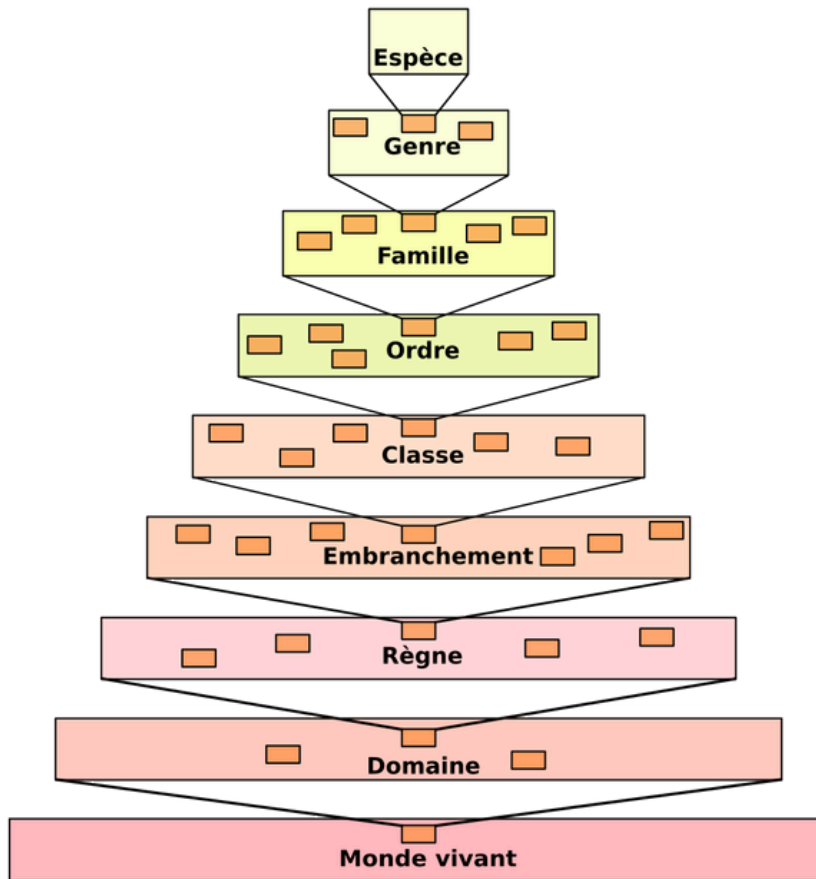 Espèce
Genre
Famille
Ordre
Classe
Embranchement
Règne
Domaine
Monde vivant